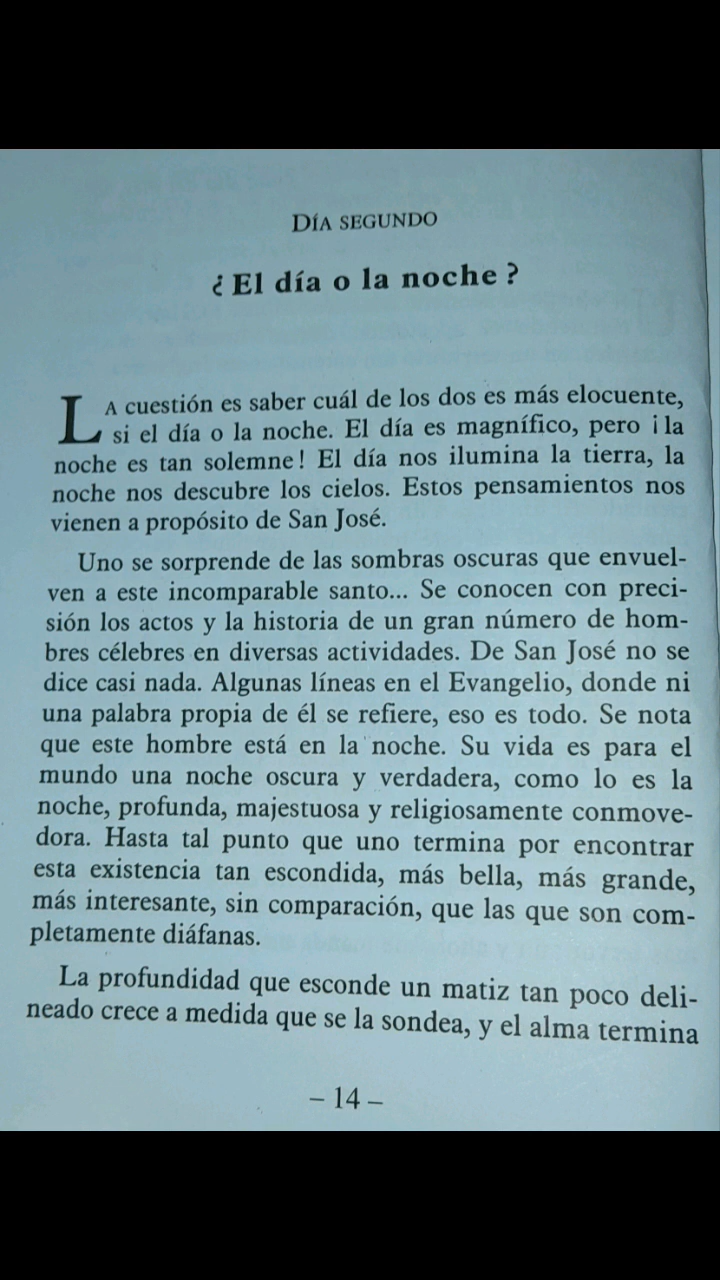 DÍA SEGUNDO
¿El día o la noche?
LA cuestión es saber cuál de los dos es más elocuente,
si el día o la noche. El día es magnífico, pero ¡la
noche es tan solemne! El día nos ilumina la tierra, la
noche nos descubre los cielos. Estos pensamientos nos
vienen a propósito de San José.
Uno se sorprende de las sombras oscuras que envuel-
ven a este incomparable santo... Se conocen con preci-
sión los actos y la historia de un gran número de hom-
bres célebres en diversas actividades. De San José no se
dice casi nada. Algunas líneas en el Evangelio, donde ni
una palabra propia de él se refiere, eso es todo. Se nota
que este hombre está en la noche. Su vida es para el
mundo una noche oscura y verdadera, como lo es la
noche, profunda, majestuosa y religiosamente conmove-
dora. Hasta tal punto que uno termina por encontrar
esta existencia tan escondida, más bella, más grande,
más interesante, sin comparación, que las que son com-
pletamente diáfanas.
La profundidad que esconde un matiz tan poco deli-
neado crece a medida que se la sondea, y el alma termina
– 14 –